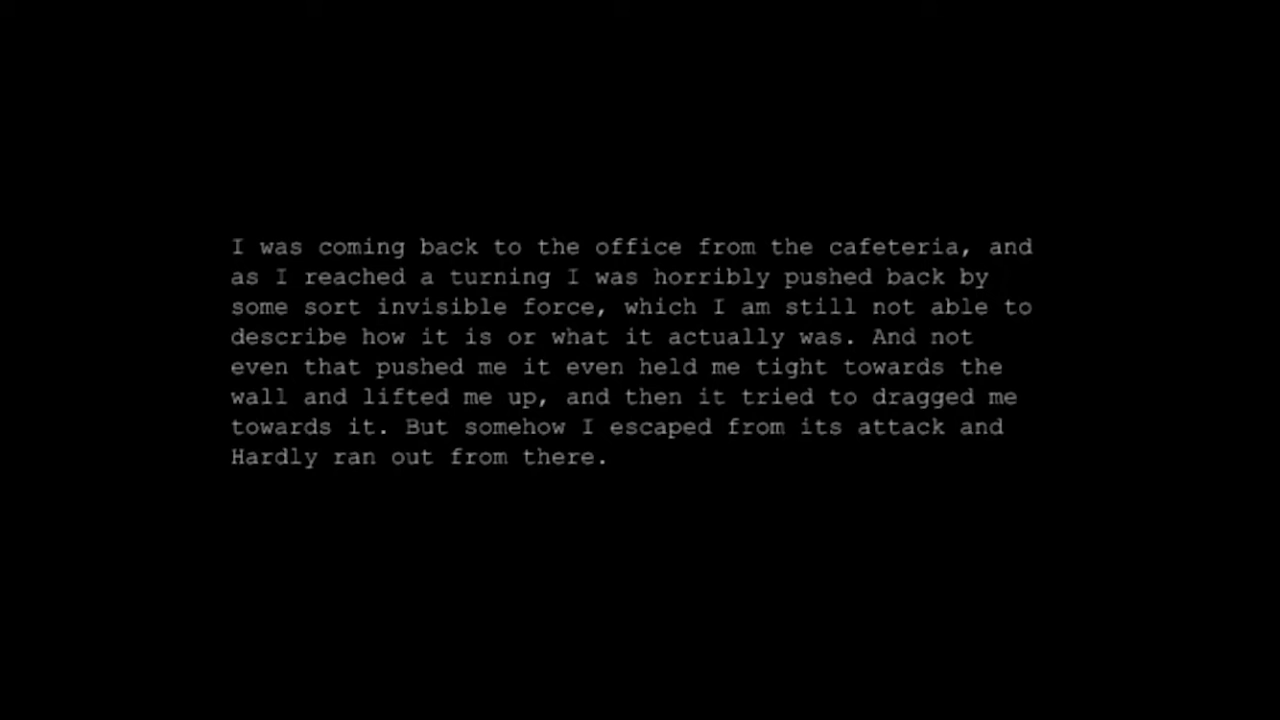 I was coming back to the office from the cafeteria, and
as I reached a turning I was horribly pushed back by
some sort invisible force, which I am still not able to
describe how it is or what it actually was. And not
even that pushed me it even held me tight towards the
wall and lifted me up, and then it tried to dragged me
towards it. But somehow I escaped from its attack and
Hardly ran out from there.